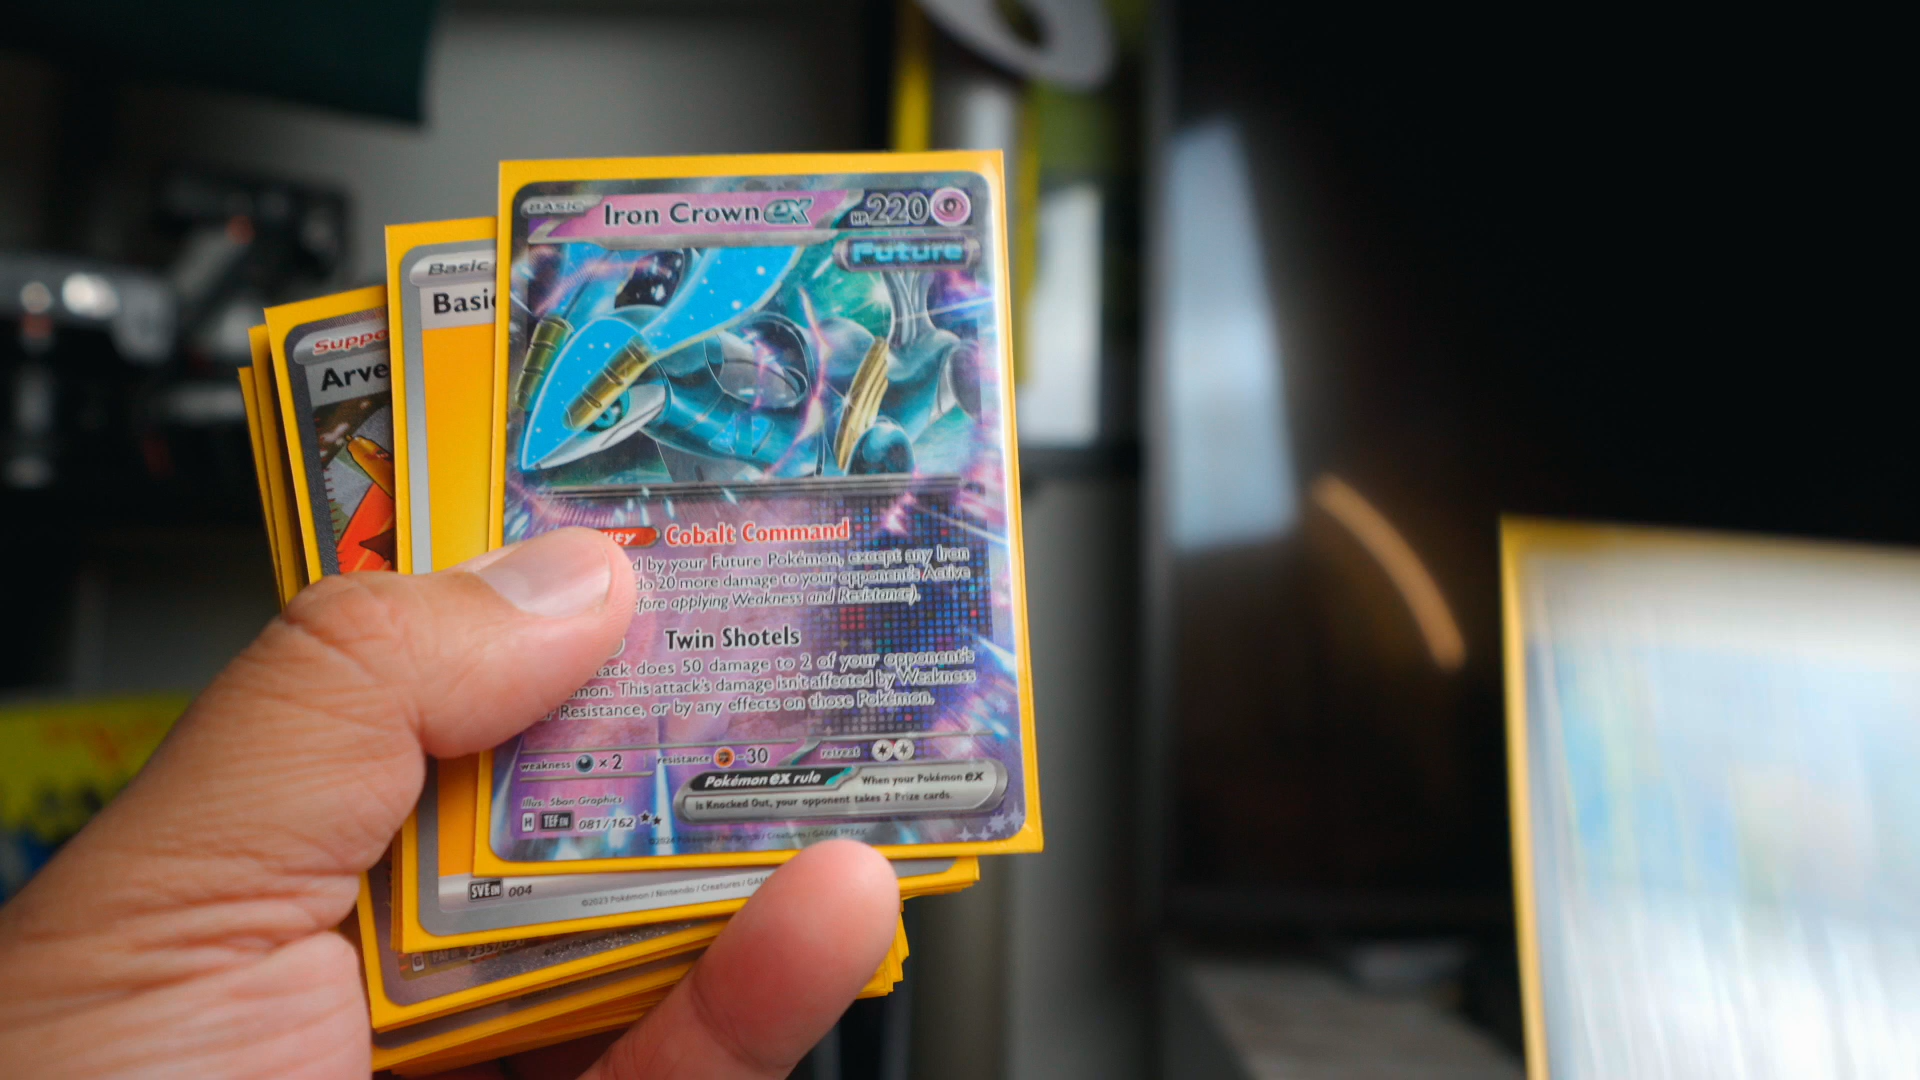 BASIC Iron Crown ex HP 220
Future
Cobalt Command
by your Future Pokémon, except any Iron
do 20 more damage to your opponent's Active
before applying Weakness and Resistance).
Twin Shotels
attack does 50 damage to 2 of your opponent's
This attack's damage isn't affected by Weakness
Resistance, or by any effects on those Pokémon.
weakness ×2 resistance -30 retreat
Pokémon ex rule When your Pokémon ex
is Knocked Out, your opponent takes 2 Prize cards.
Illus. 5ban Graphics
H TEF EN 081/162
©2024 Pokémon / Nintendo / Creatures / GAME FREAK
Basic
Basic
SVE EN 004
©2023 Pokémon / Nintendo / Creatures / GAM
Suppo
Arve
G